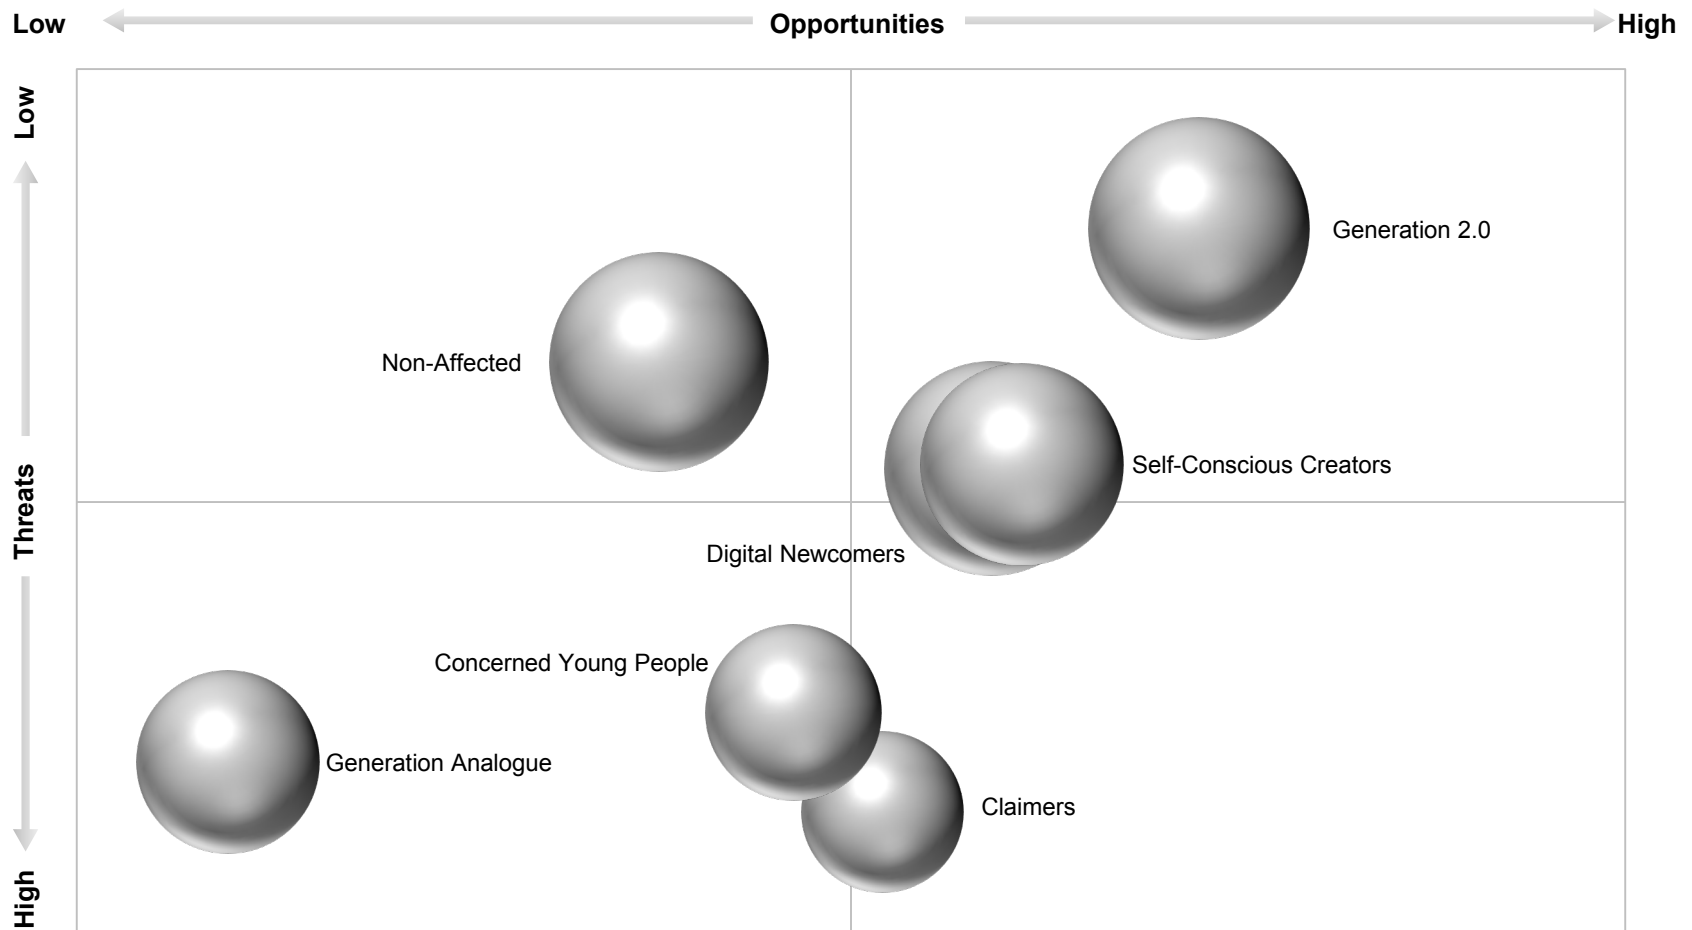 Low
Opportunities
High
Low
Threats
High
Generation 2.0
Non-Affected
Self-Conscious Creators
Digital Newcomers
Concerned Young People
Generation Analogue
Claimers